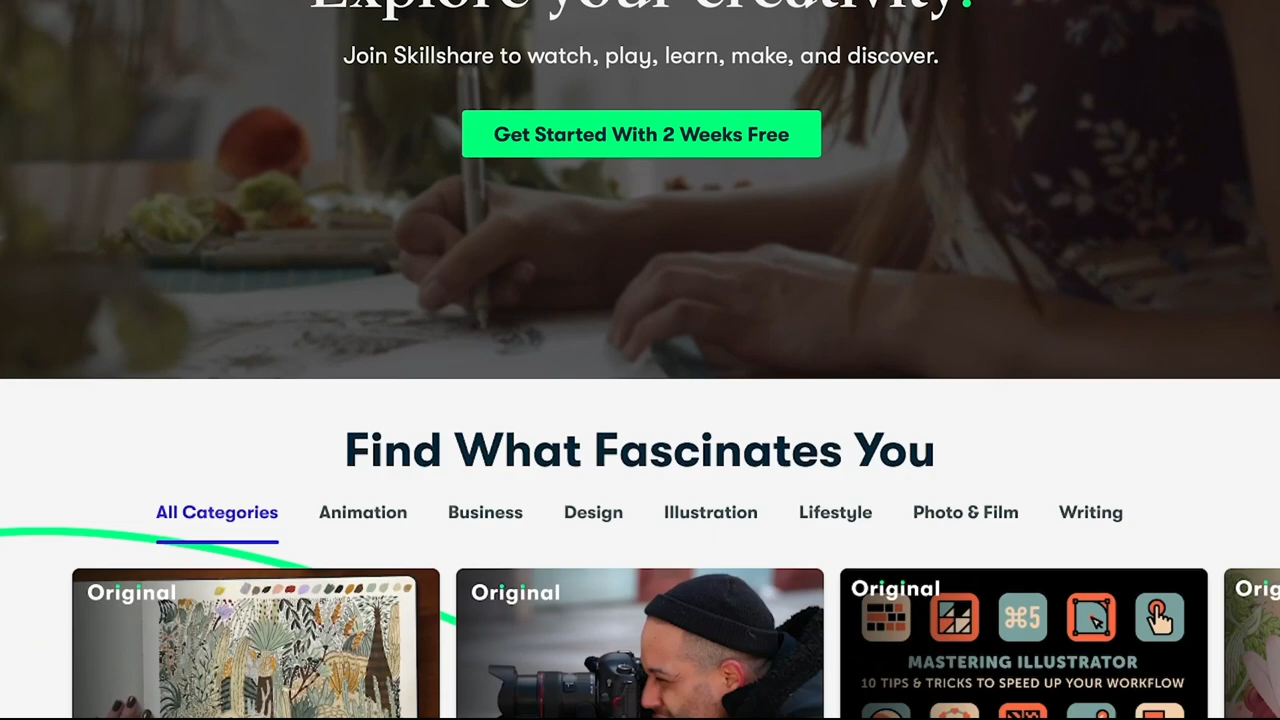 Explore your creativity.
Join Skillshare to watch, play, learn, make, and discover.
Get Started With 2 Weeks Free
Find What Fascinates You
All Categories Animation Business Design Illustration Lifestyle Photo & Film Writing
Original Original Original Orig
⌘5
MASTERING ILLUSTRATOR
10 TIPS & TRICKS TO SPEED UP YOUR WORKFLOW